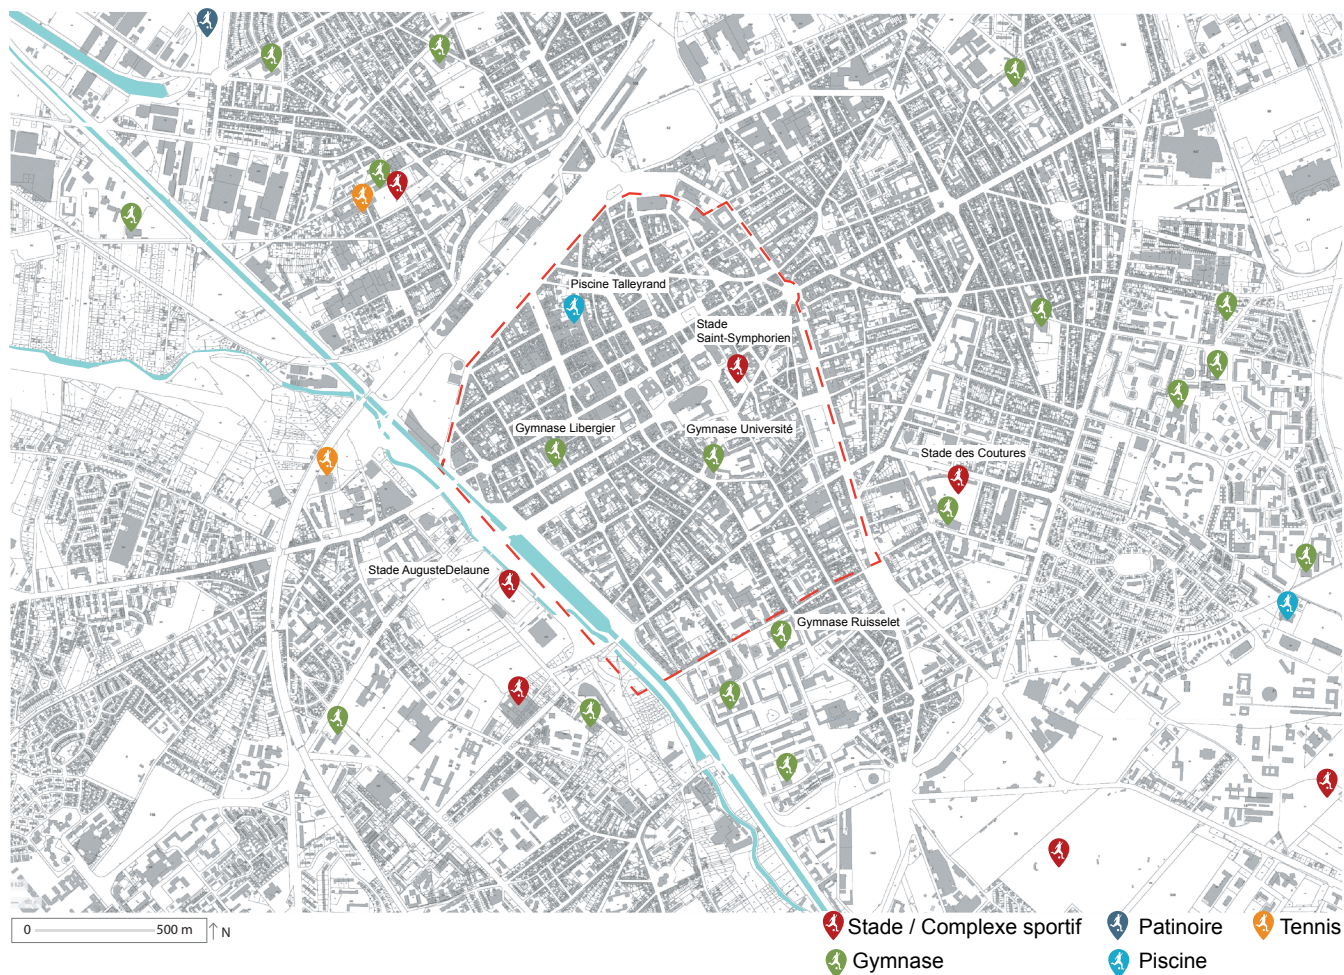 Piscine Talleyrand
Stade
Saint-Symphorien
Gymnase Libergier
Gymnase Université
Stade des Coutures
Stade AugusteDelaune
Gymnase Ruisselet
0 500 m N
Stade / Complexe sportif
Patinoire
Tennis
Gymnase
Piscine